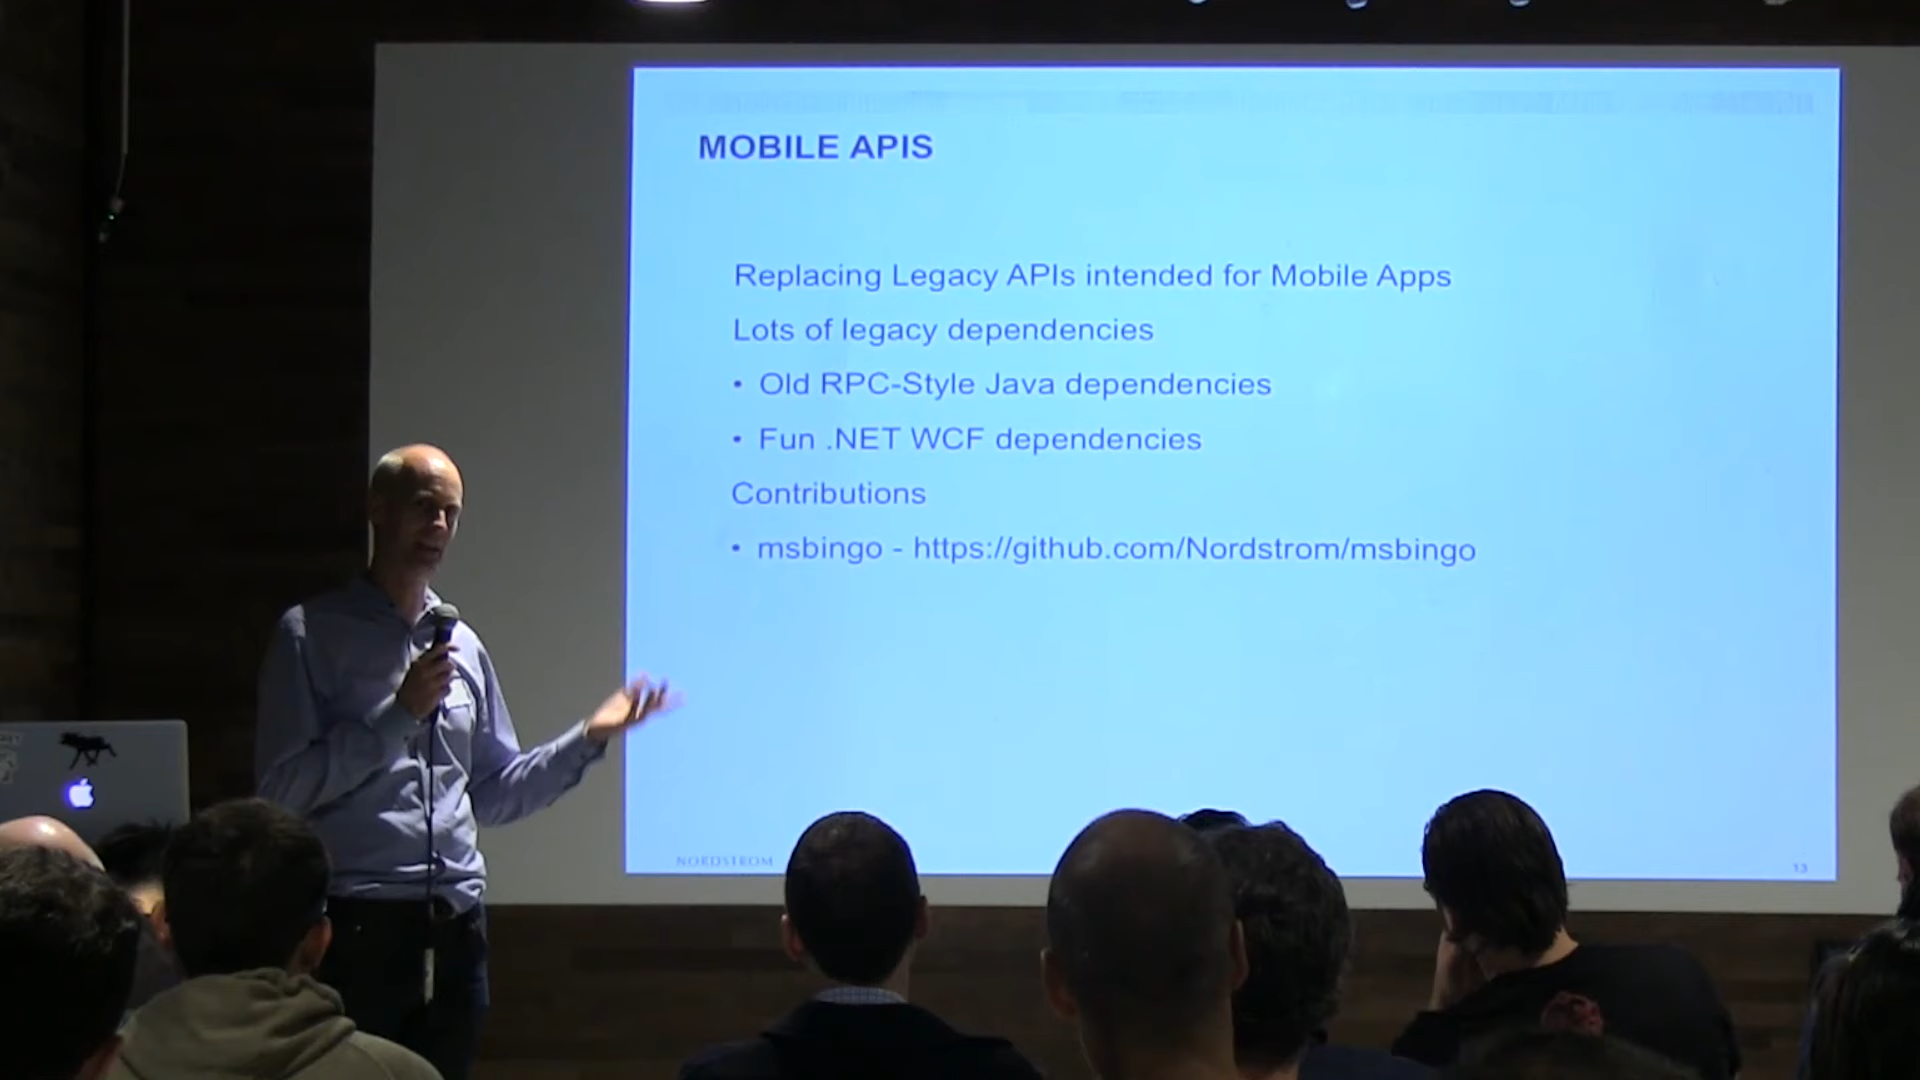 MOBILE APIS
Replacing Legacy APIs intended for Mobile Apps
Lots of legacy dependencies
• Old RPC-Style Java dependencies
• Fun .NET WCF dependencies
Contributions
• msbingo - https://github.com/Nordstrom/msbingo
NORDSTROM
13